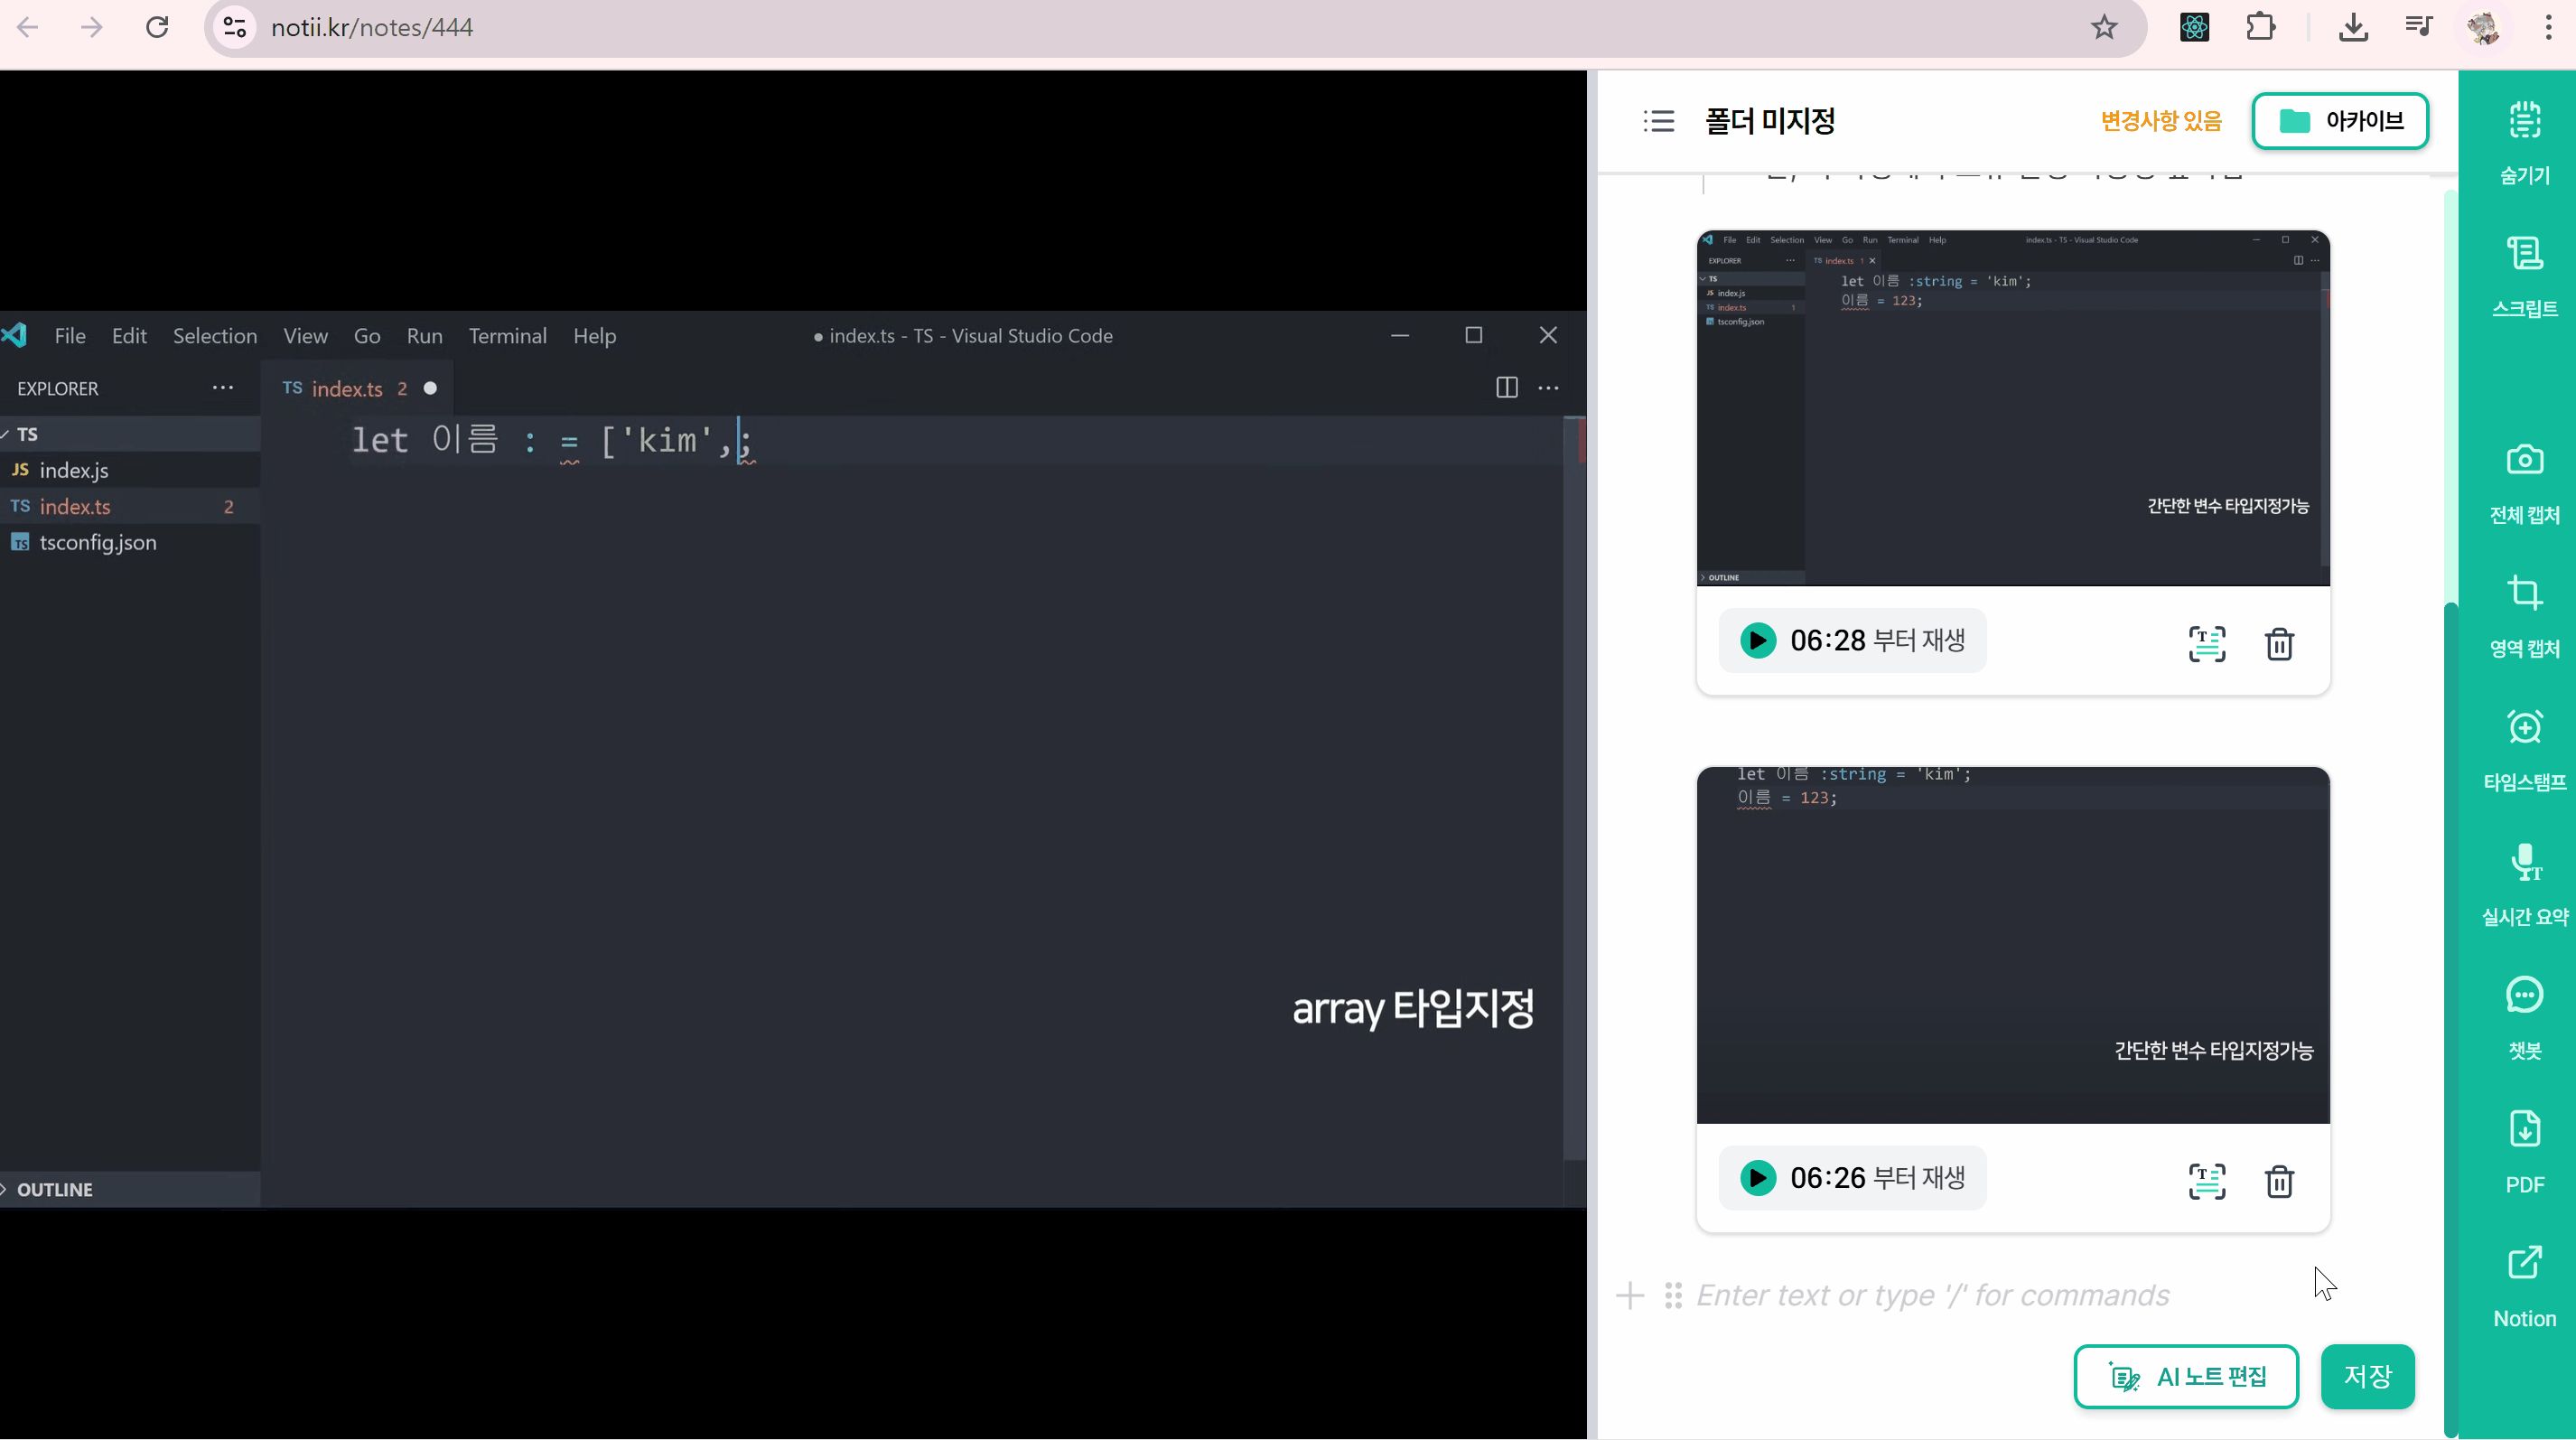 notii.kr/notes/444
File Edit Selection View Go Run Terminal Help
● index.ts - TS - Visual Studio Code
EXPLORER
TS index.ts 2
TS
JS index.js
TS index.ts 2
TS tsconfig.json
let 이름 : = ['kim',;
array 타입지정
OUTLINE
폴더 미지정
변경사항 있음
아카이브
File Edit Selection View Go Run Terminal Help
index.ts - TS - Visual Studio Code
EXPLORER
TS index.ts 1
TS
JS index.js
TS index.ts 1
TS tsconfig.json
let 이름 :string = 'kim';
이름 = 123;
간단한 변수 타입지정가능
OUTLINE
06:28 부터 재생
let 이름 :string = 'kim';
이름 = 123;
간단한 변수 타입지정가능
06:26 부터 재생
Enter text or type '/' for commands
AI 노트 편집
저장
숨기기
스크립트
전체 캡처
영역 캡처
타임스탬프
실시간 요약
챗봇
PDF
Notion